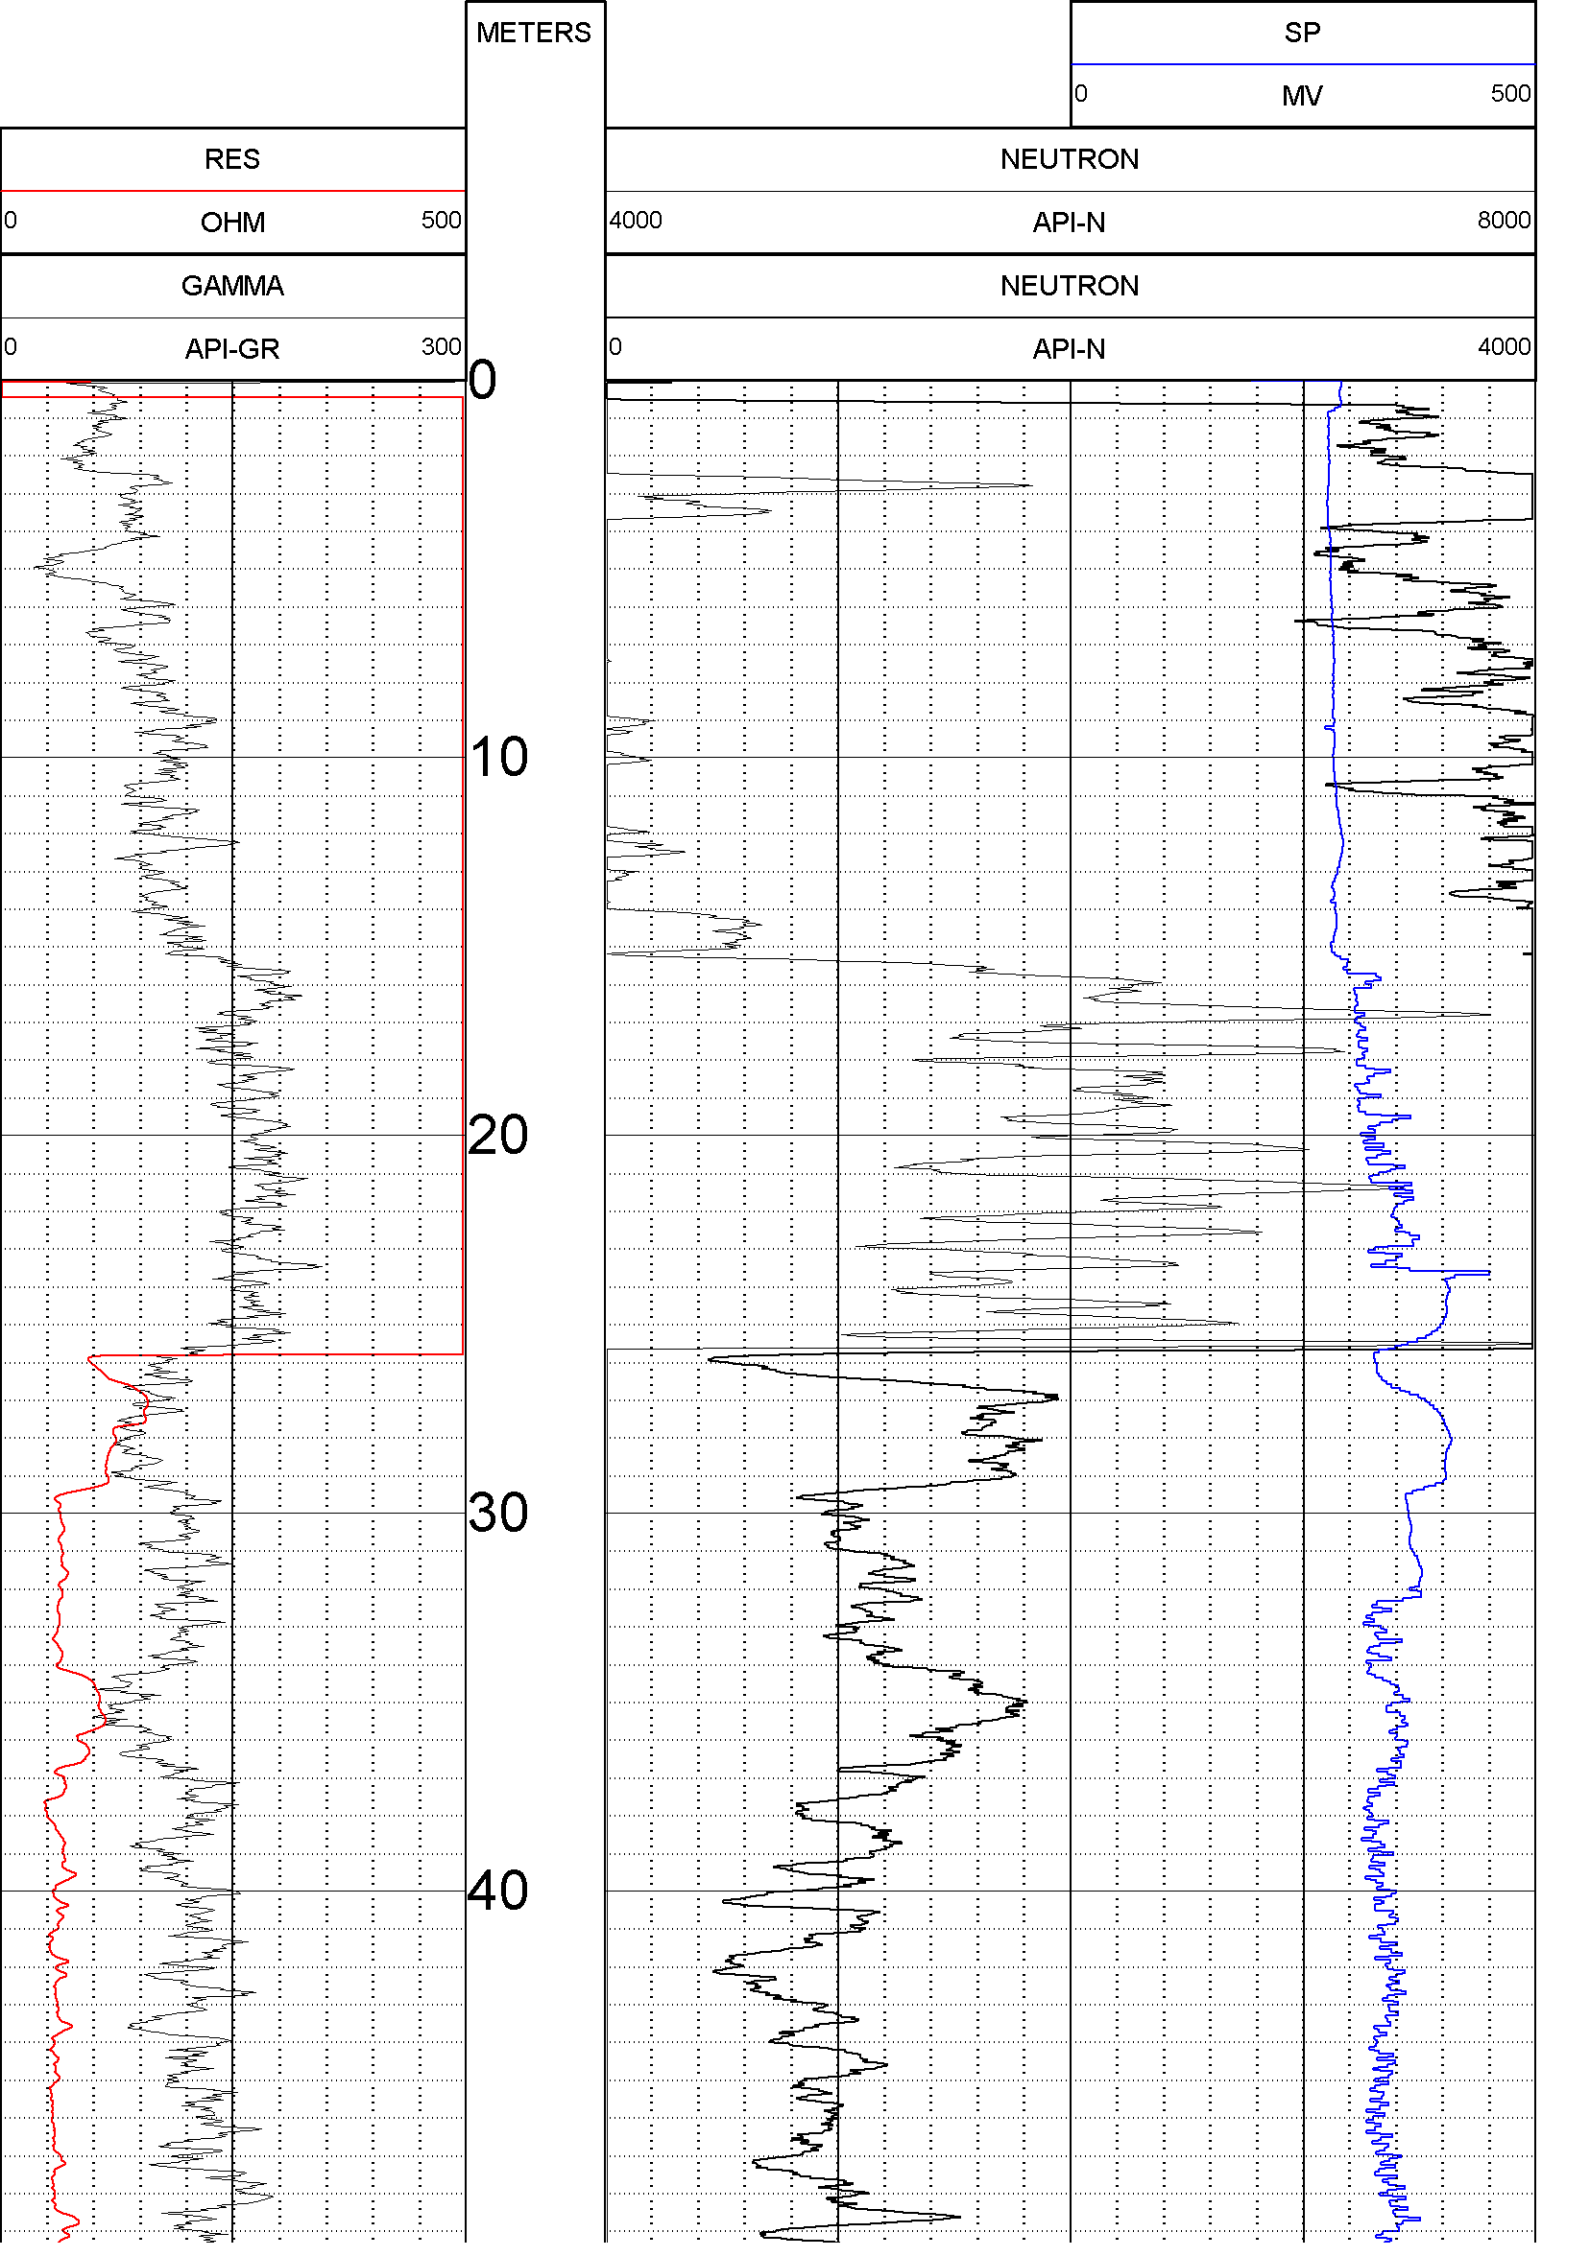 METERS
SP
0 MV 500
RES
0 OHM 500
NEUTRON
4000 API-N 8000
GAMMA
0 API-GR 300
NEUTRON
0 API-N 4000
0
10
20
30
40